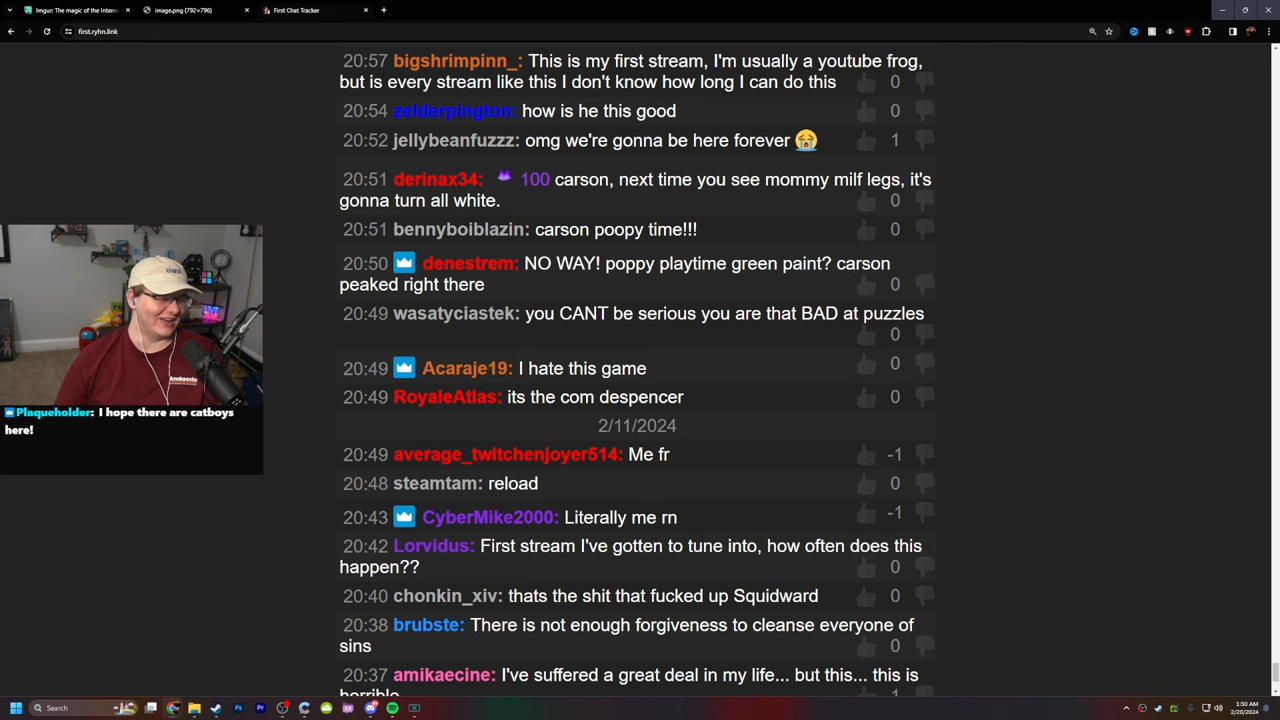 Imgur: The magic of the Interne
image.png (792×796)
First Chat Tracker
first.ryhn.link
20:57 bigshrimpinn_: This is my first stream, I'm usually a youtube frog,
but is every stream like this I don't know how long I can do this 0
20:54 zelderpington: how is he this good 0
20:52 jellybeanfuzzz: omg we're gonna be here forever 😭 1
20:51 derinax34: 100 carson, next time you see mommy milf legs, it's
gonna turn all white. 0
20:51 bennyboiblazin: carson poopy time!!! 0
20:50 denestrem: NO WAY! poppy playtime green paint? carson
peaked right there 0
20:49 wasatyciastek: you CANT be serious you are that BAD at puzzles
0
20:49 Acaraje19: I hate this game 0
20:49 RoyaleAtlas: its the com despencer 0
2/11/2024
20:49 average_twitchenjoyer514: Me fr -1
20:48 steamtam: reload 0
20:43 CyberMike2000: Literally me rn -1
20:42 Lorvidus: First stream I've gotten to tune into, how often does this
happen?? 0
20:40 chonkin_xiv: thats the shit that fucked up Squidward 0
20:38 brubste: There is not enough forgiveness to cleanse everyone of
sins 0
20:37 amikaecine: I've suffered a great deal in my life... but this... this is
horrible 1
Anakeesta
Plaqueholder: I hope there are catboys
here!
Search
1:30 AM
2/20/2024